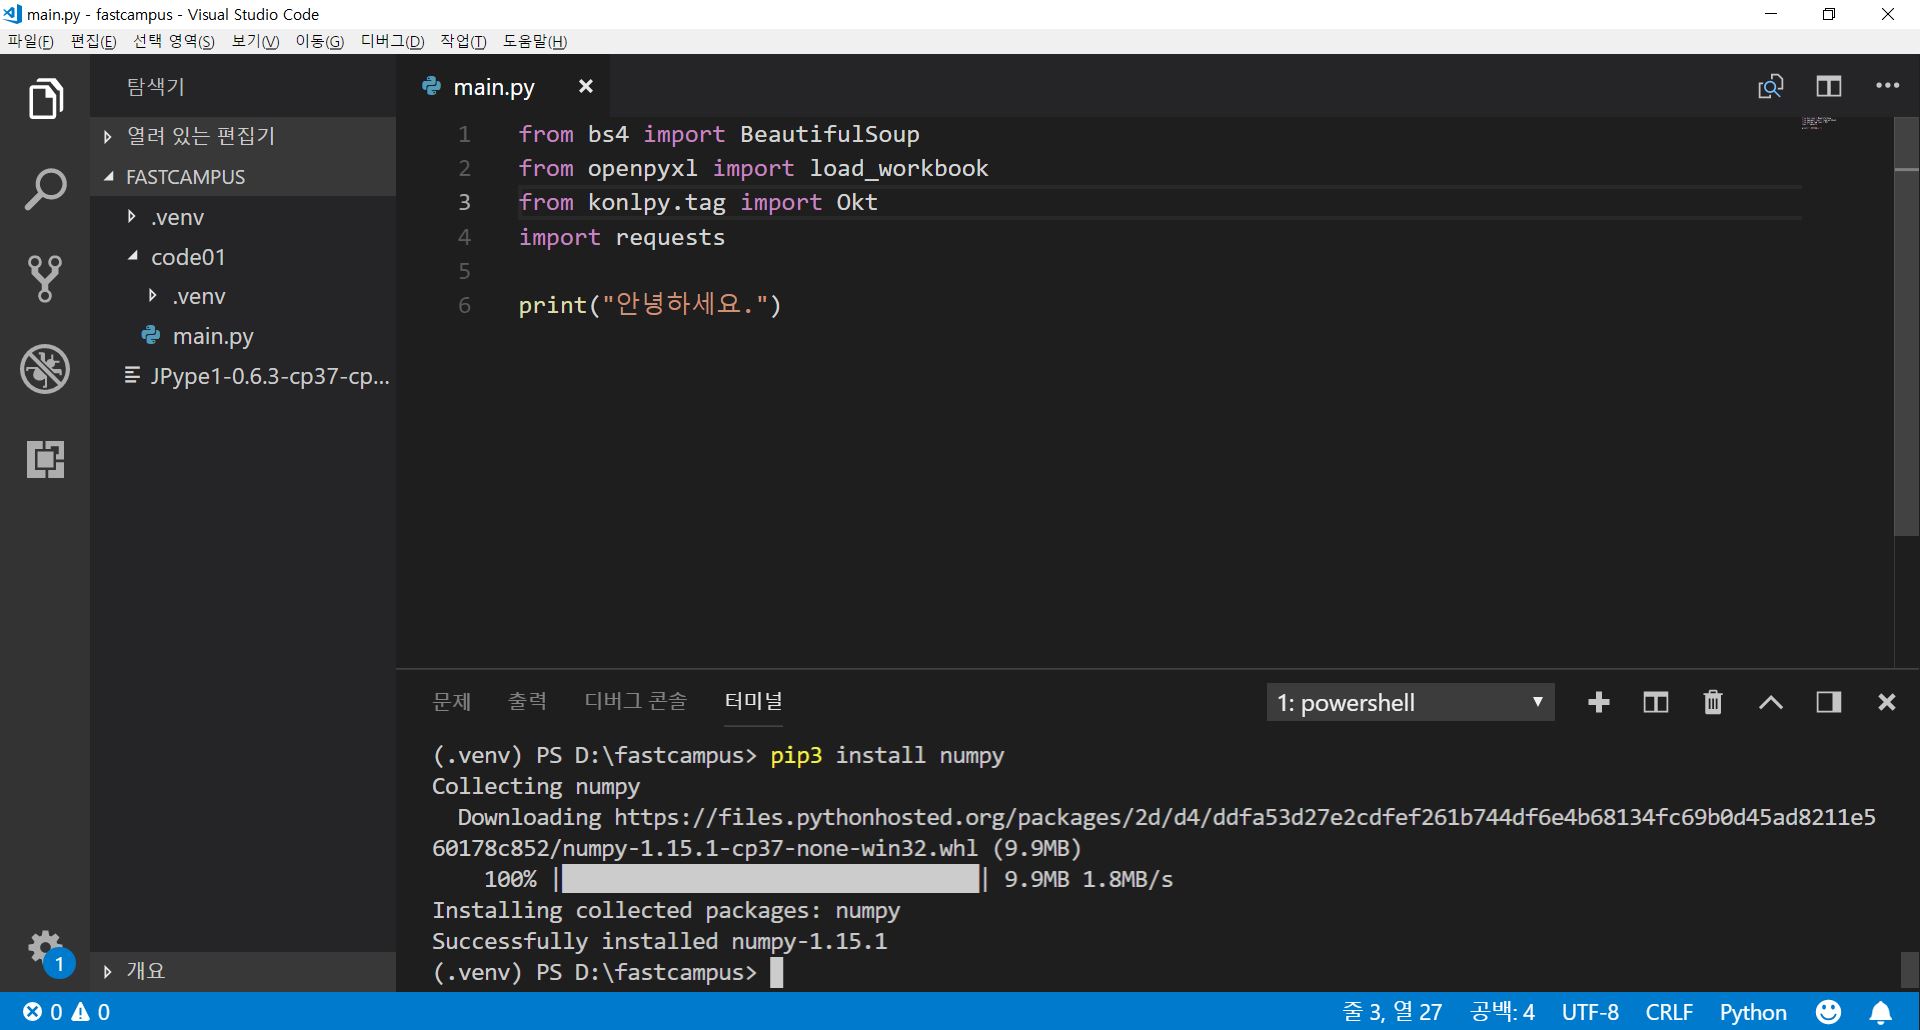 main.py - fastcampus - Visual Studio Code
파일(F) 편집(E) 선택 영역(S) 보기(V) 이동(G) 디버그(D) 작업(T) 도움말(H)
탐색기
열려 있는 편집기
FASTCAMPUS
.venv
code01
.venv
main.py
JPype1-0.6.3-cp37-cp...
개요
1
main.py
1 from bs4 import BeautifulSoup
2 from openpyxl import load_workbook
3 from konlpy.tag import Okt
4 import requests
5
6 print("안녕하세요.")
문제 출력 디버그 콘솔 터미널 1: powershell
(.venv) PS D:\fastcampus> pip3 install numpy
Collecting numpy
Downloading https://files.pythonhosted.org/packages/2d/d4/ddfa53d27e2cdfef261b744df6e4b68134fc69b0d45ad8211e5
60178c852/numpy-1.15.1-cp37-none-win32.whl (9.9MB)
100% |████████████████████████████████| 9.9MB 1.8MB/s
Installing collected packages: numpy
Successfully installed numpy-1.15.1
(.venv) PS D:\fastcampus>
0 0 줄 3, 열 27 공백: 4 UTF-8 CRLF Python